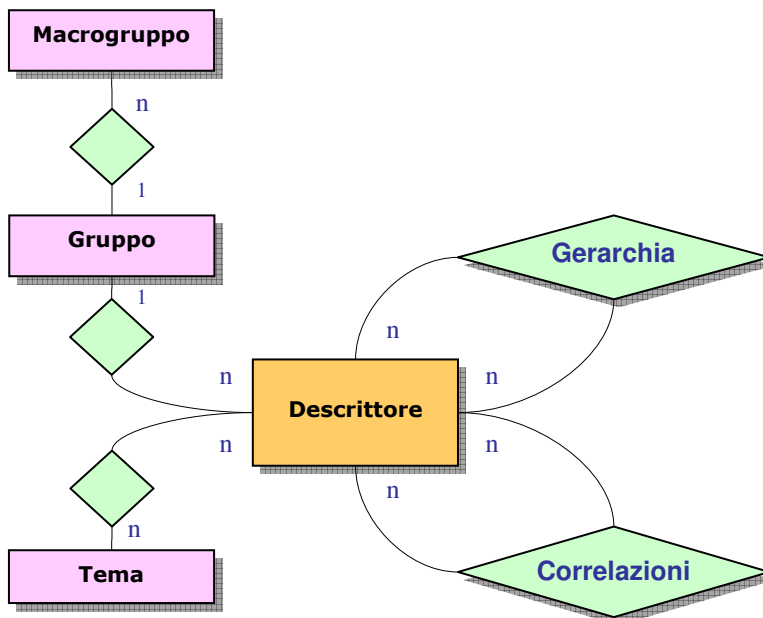 Macrogruppo
n
1
Gruppo
1
Gerarchia
n
n
n
Descrittore
n
n
n
n
Tema
Correlazioni